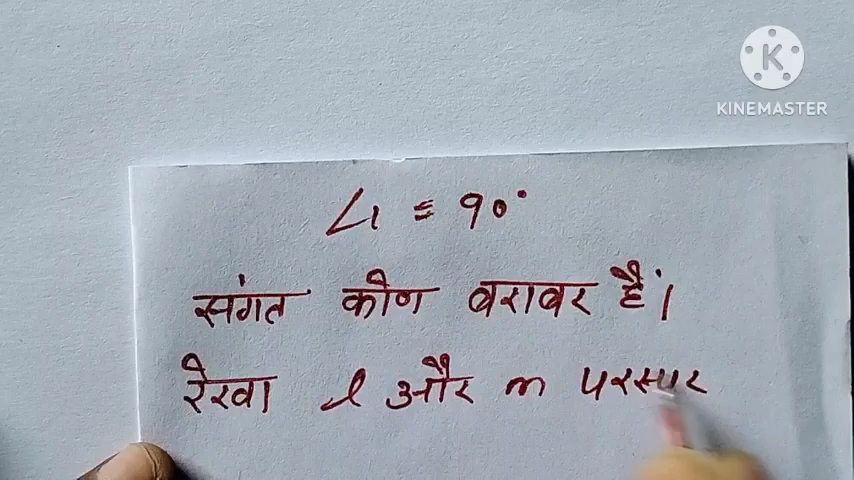 KINEMASTER
∠1 = 90°
संगत कोण बराबर हैं।
रेखा l और m परस्पर